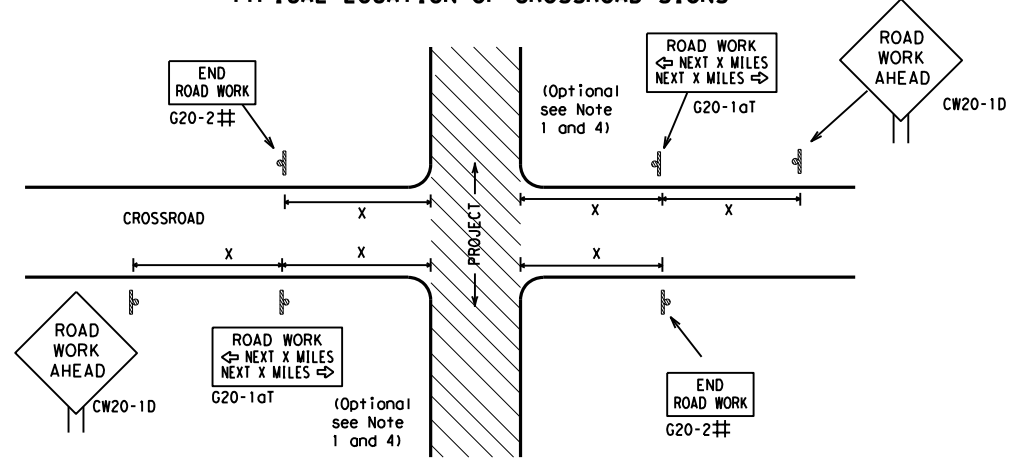 TYPICAL LOCATION OF CROSSROAD SIGNS
END
ROAD WORK
G20-2#
(Optional
see Note
1 and 4)
ROAD WORK
⇦ NEXT X MILES
NEXT X MILES ⇨
G20-1aT
ROAD
WORK
AHEAD
CW20-1D
X
X
X
CROSSROAD
PROJECT
X
X
X
ROAD
WORK
AHEAD
CW20-1D
ROAD WORK
⇦ NEXT X MILES
NEXT X MILES ⇨
G20-1aT
(Optional
see Note
1 and 4)
END
ROAD WORK
G20-2#